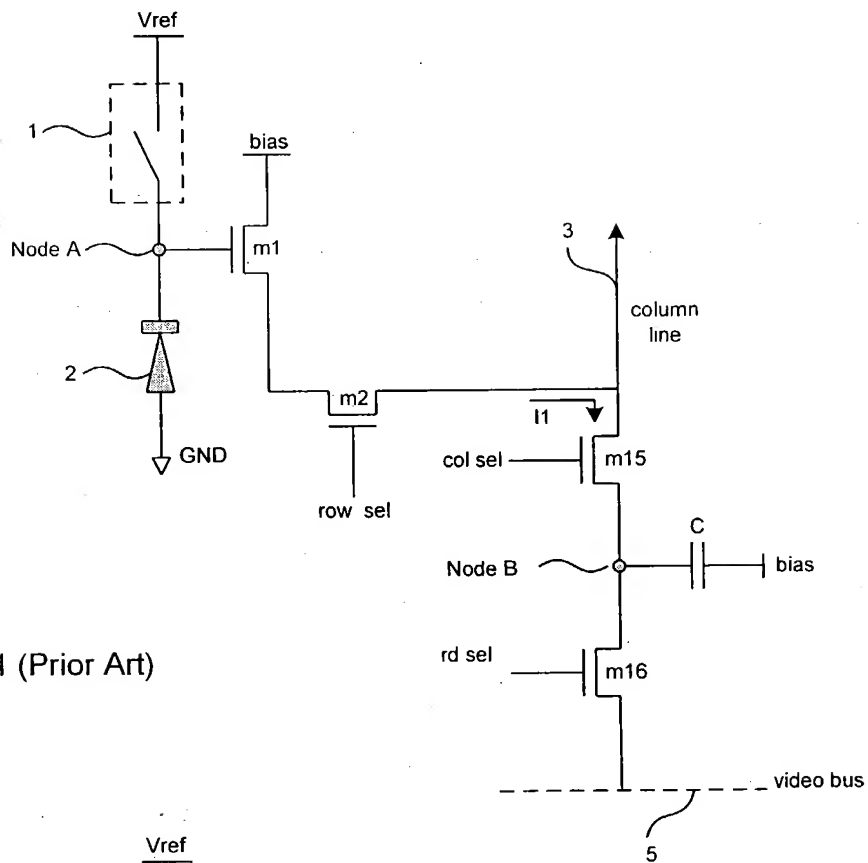 Vref
1
bias
Node A
m1
3
column
line
2
m2
I1
GND
col sel
m15
row sel
C
Node B
bias
rd sel
m16
1 (Prior Art)
video bus
5
Vref